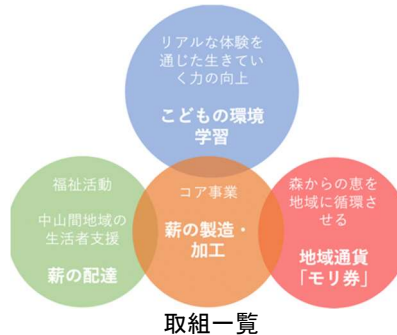 リアルな体験を
通じた生きてい
く力の向上
こどもの環境
学習
福祉活動
中山間地域の
生活者支援
薪の配達
コア事業
薪の製造・
加工
森からの恵を
地域に循環さ
せる
地域通貨
「モリ券」
取組一覧